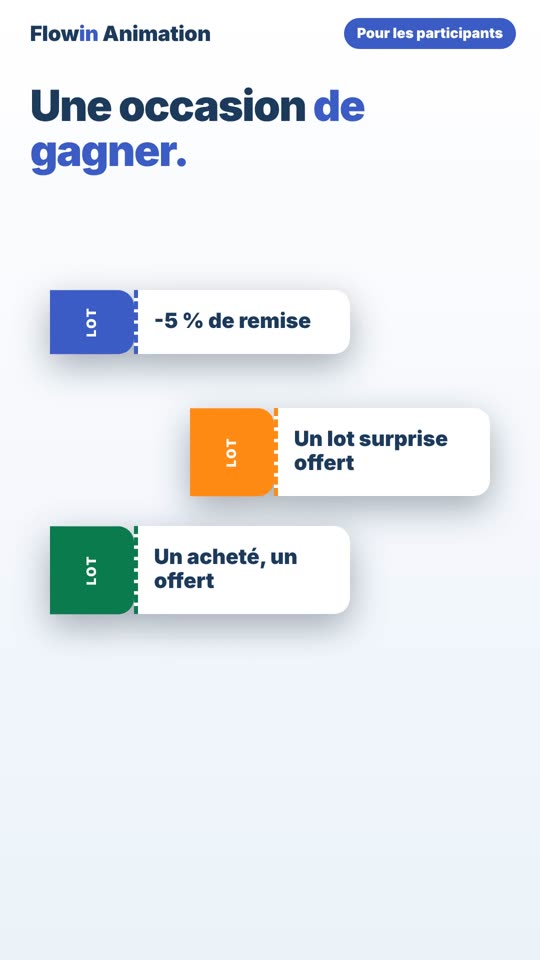 Flowin Animation
Pour les participants
Une occasion de
gagner.
LOT
-5 % de remise
LOT
Un lot surprise
offert
LOT
Un acheté, un
offert